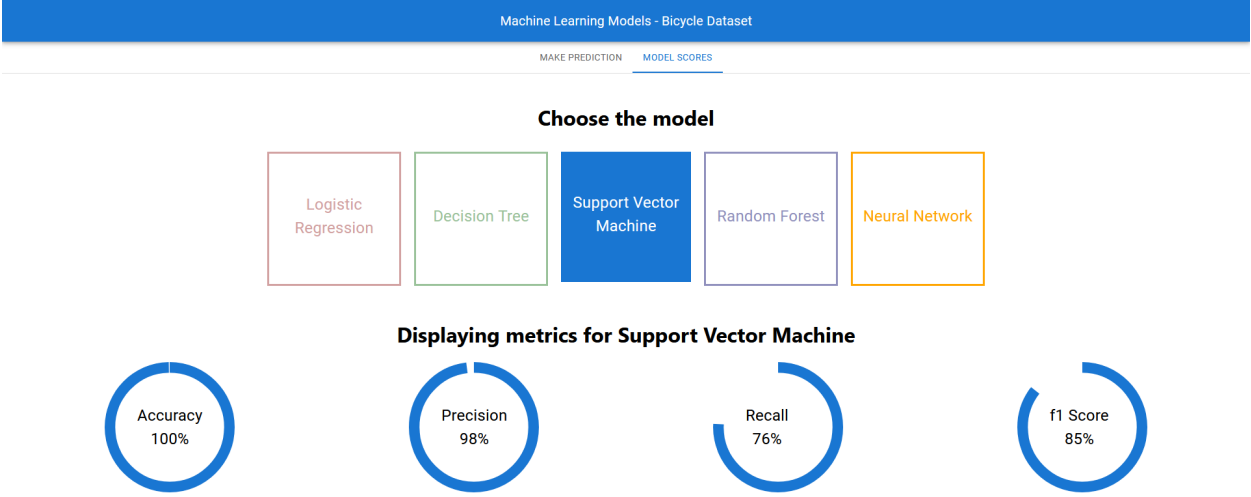 Machine Learning Models - Bicycle Dataset
MAKE PREDICTION
MODEL SCORES
Choose the model
Logistic
Regression
Decision Tree
Support Vector
Machine
Random Forest
Neural Network
Displaying metrics for Support Vector Machine
Accuracy
100%
Precision
98%
Recall
76%
f1 Score
85%